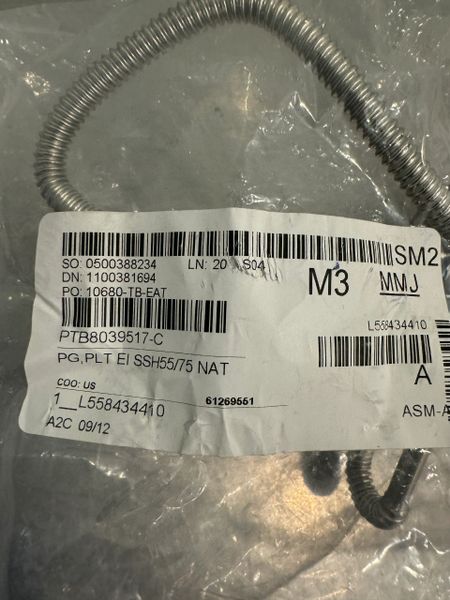 SM2
SO: 0500388234 LN: 20 S04
DN: 1100381694
PO: 10680-TB-EAT
M3 MMJ
L558434410
PTB8039517-C
PG,PLT EI SSH55/75 NAT
A
COO: US
61269551
1__L558434410
ASM-A
A2C 09/12